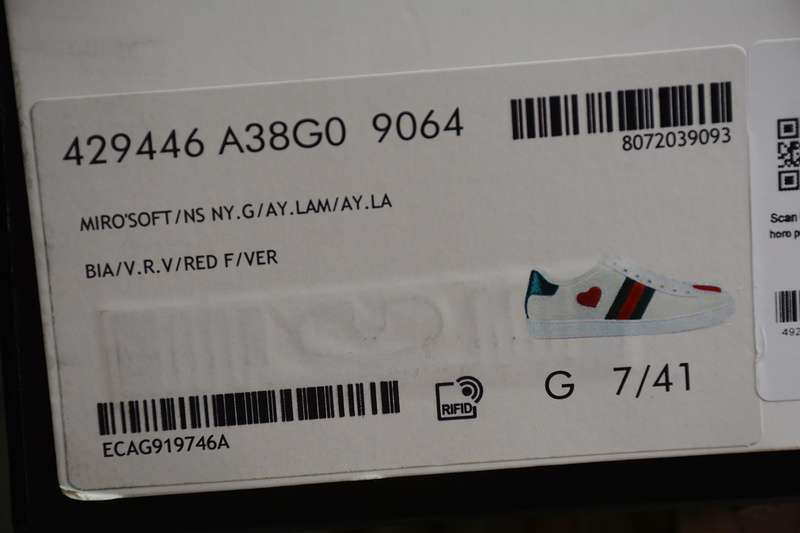 429446 A38G0 9064
8072039093
MIRO'SOFT/NS NY.G/AY.LAM/AY.LA
BIA/V.R.V/RED F/VER
ECAG919746A
RFID
G 7/41
Scan
492